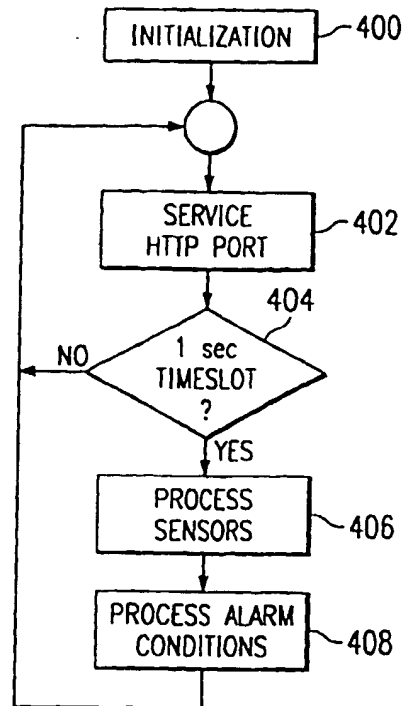 INITIALIZATION
400
SERVICE
HTTP PORT
402
404
1 sec
TIMESLOT
?
NO
YES
PROCESS
SENSORS
406
PROCESS ALARM
CONDITIONS
408